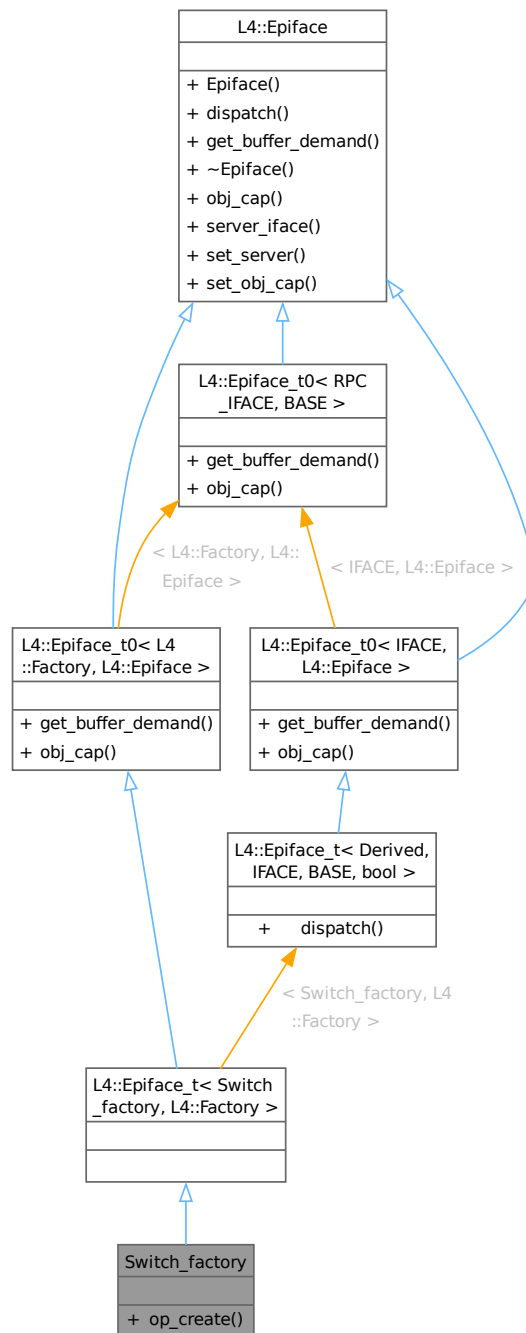 L4::Epiface
+ Epiface()
+ dispatch()
+ get_buffer_demand()
+ ~Epiface()
+ obj_cap()
+ server_iface()
+ set_server()
+ set_obj_cap()
L4::Epiface_t0< RPC
_IFACE, BASE >
+ get_buffer_demand()
+ obj_cap()
< L4::Factory, L4::
Epiface >
< IFACE, L4::Epiface >
L4::Epiface_t0< L4
::Factory, L4::Epiface >
+ get_buffer_demand()
+ obj_cap()
L4::Epiface_t0< IFACE,
L4::Epiface >
+ get_buffer_demand()
+ obj_cap()
L4::Epiface_t< Derived,
IFACE, BASE, bool >
+ dispatch()
< Switch_factory, L4
::Factory >
L4::Epiface_t< Switch
_factory, L4::Factory >
Switch_factory
+ op_create()